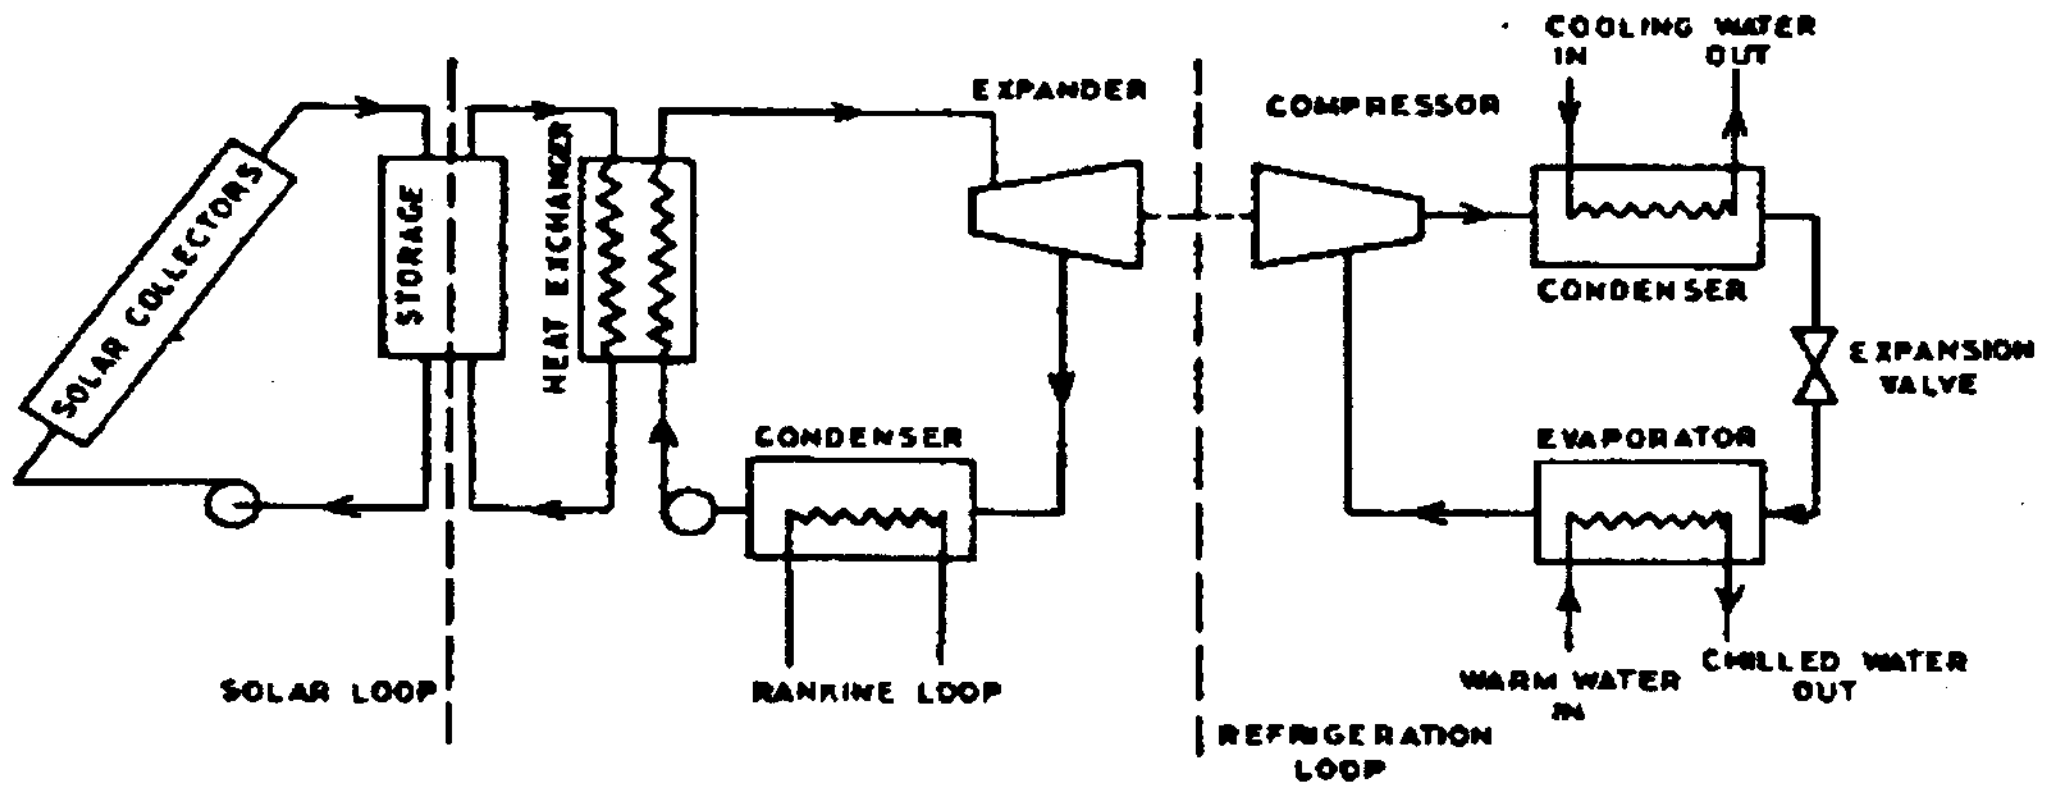 COOLING WATER
IN OUT
EXPANDER
COMPRESSOR
HEAT EXCHANGER
STORAGE
SOLAR COLLECTORS
CONDENSER
EXPANSION
VALVE
CONDENSER
EVAPORATOR
SOLAR LOOP
RANKINE LOOP
WARM WATER
IN
CHILLED WATER
OUT
REFRIGERATION
LOOP